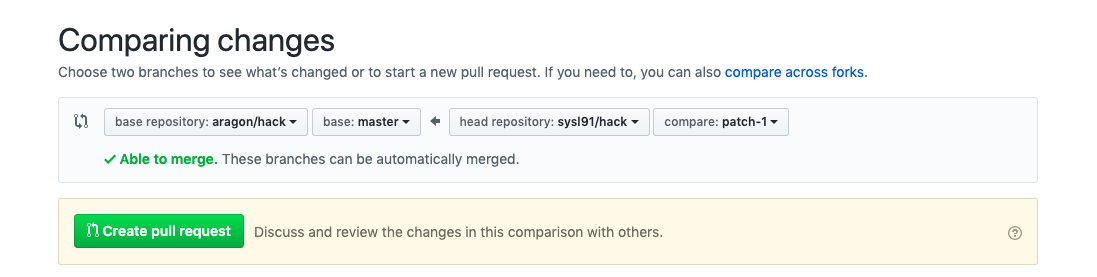 Comparing changes
Choose two branches to see what's changed or to start a new pull request. If you need to, you can also compare across forks.
base repository: aragon/hack base: master head repository: sysl91/hack compare: patch-1
Able to merge. These branches can be automatically merged.
Create pull request Discuss and review the changes in this comparison with others.